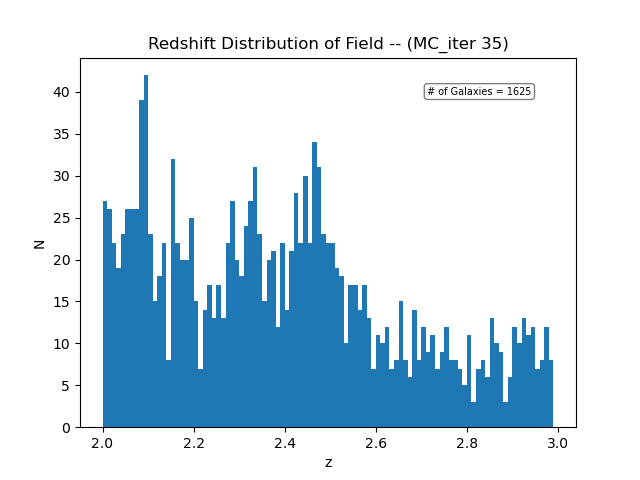 Redshift Distribution of Field -- (MC_iter 35)
# of Galaxies = 1625
40
35
30
25
20
15
10
5
0
N
2.0 2.2 2.4 2.6 2.8 3.0
z